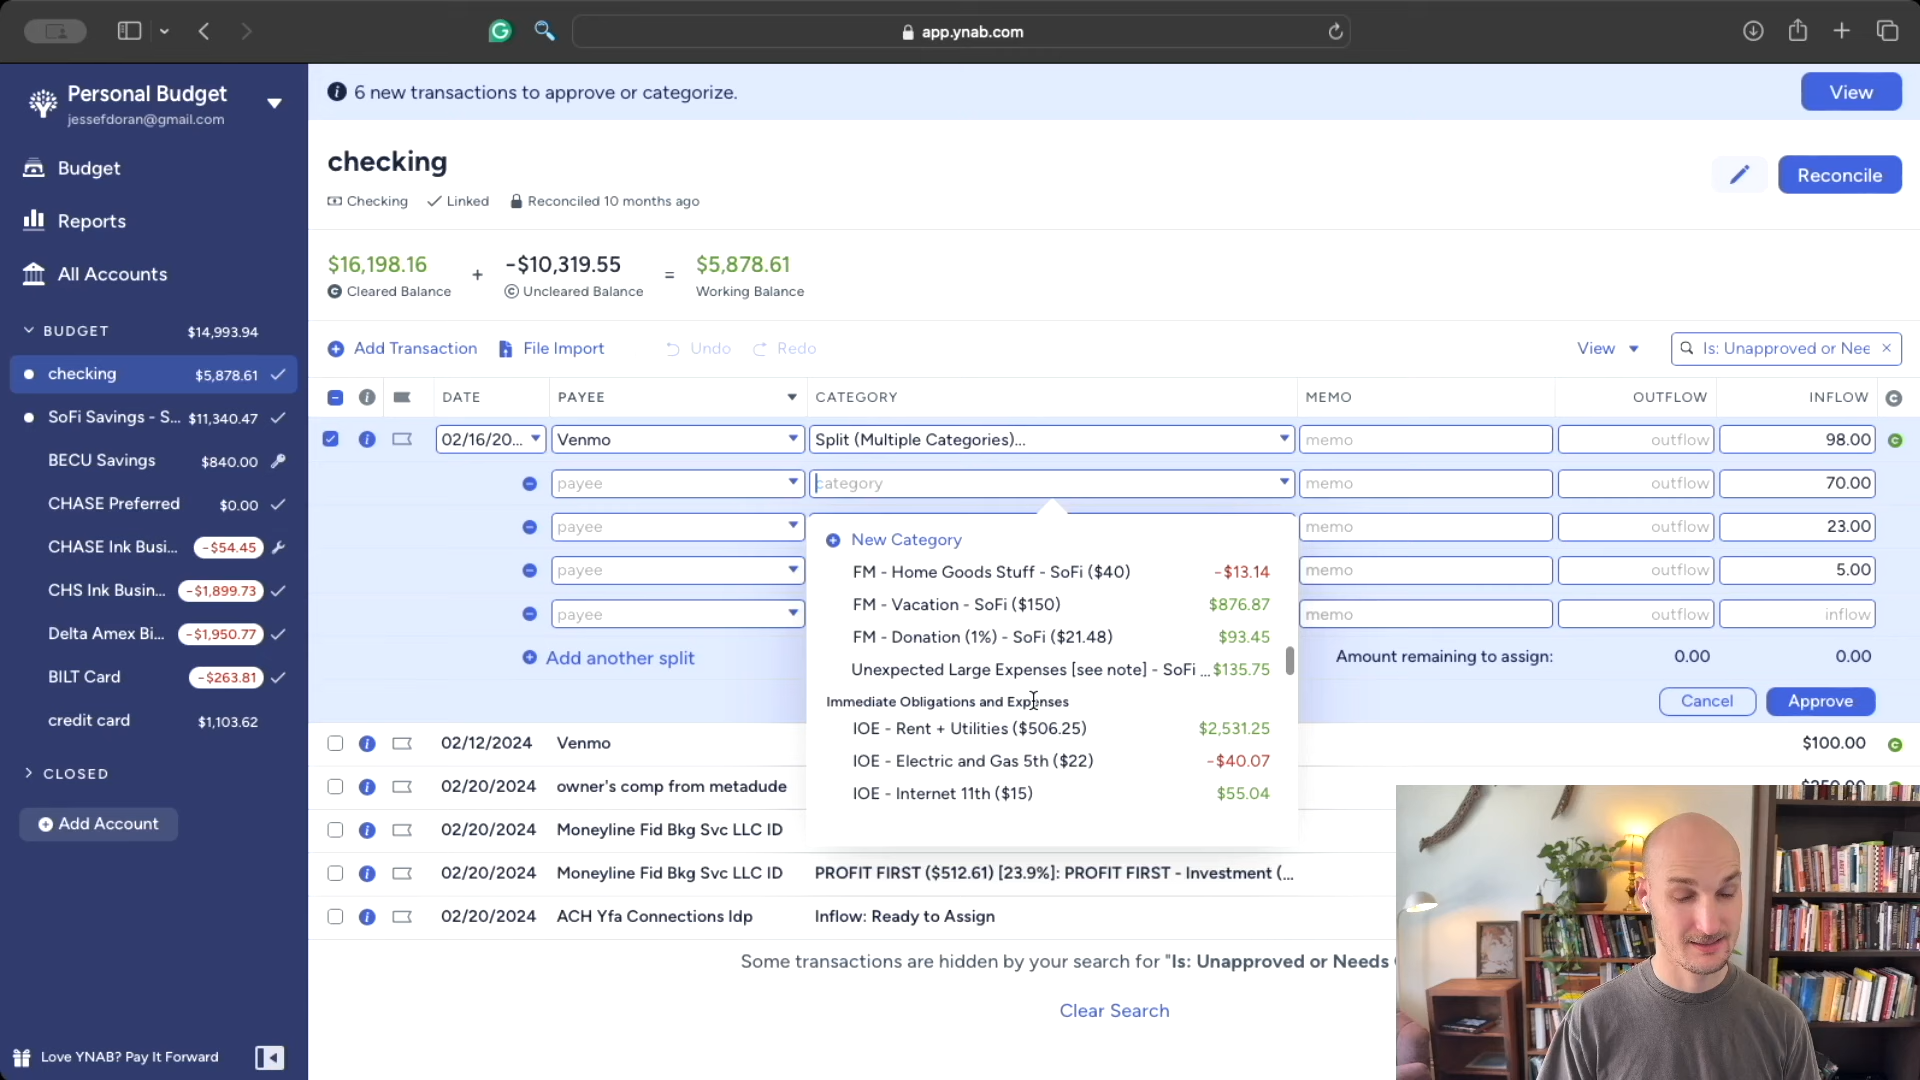 app.ynab.com
Personal Budget
jessefdoran@gmail.com
Budget
Reports
All Accounts
BUDGET $14,993.94
checking $5,878.61
SoFi Savings - S... $11,340.47
BECU Savings $840.00
CHASE Preferred $0.00
CHASE Ink Busi... -$54.45
CHS Ink Busin... -$1,899.73
Delta Amex Bi... -$1,950.77
BILT Card -$263.81
credit card $1,103.62
CLOSED
Add Account
Love YNAB? Pay It Forward
6 new transactions to approve or categorize. View
checking
Checking Linked Reconciled 10 months ago
Reconcile
$16,198.16 + -$10,319.55 = $5,878.61
Cleared Balance Uncleared Balance Working Balance
Add Transaction File Import Undo Redo View Is: Unapproved or Nee
DATE PAYEE CATEGORY MEMO OUTFLOW INFLOW
02/16/20... Venmo Split (Multiple Categories)... memo outflow 98.00
payee category memo outflow 70.00
payee memo outflow 23.00
payee memo outflow 5.00
payee memo outflow inflow
Add another split Amount remaining to assign: 0.00 0.00
Cancel Approve
New Category
FM - Home Goods Stuff - SoFi ($40) -$13.14
FM - Vacation - SoFi ($150) $876.87
FM - Donation (1%) - SoFi ($21.48) $93.45
Unexpected Large Expenses [see note] - SoFi ... $135.75
Immediate Obligations and Expenses
IOE - Rent + Utilities ($506.25) $2,531.25
IOE - Electric and Gas 5th ($22) -$40.07
IOE - Internet 11th ($15) $55.04
02/12/2024 Venmo $100.00
02/20/2024 owner's comp from metadude
02/20/2024 Moneyline Fid Bkg Svc LLC ID
02/20/2024 Moneyline Fid Bkg Svc LLC ID PROFIT FIRST ($512.61) [23.9%]: PROFIT FIRST - Investment (...
02/20/2024 ACH Yfa Connections Idp Inflow: Ready to Assign
Some transactions are hidden by your search for "Is: Unapproved or Needs
Clear Search